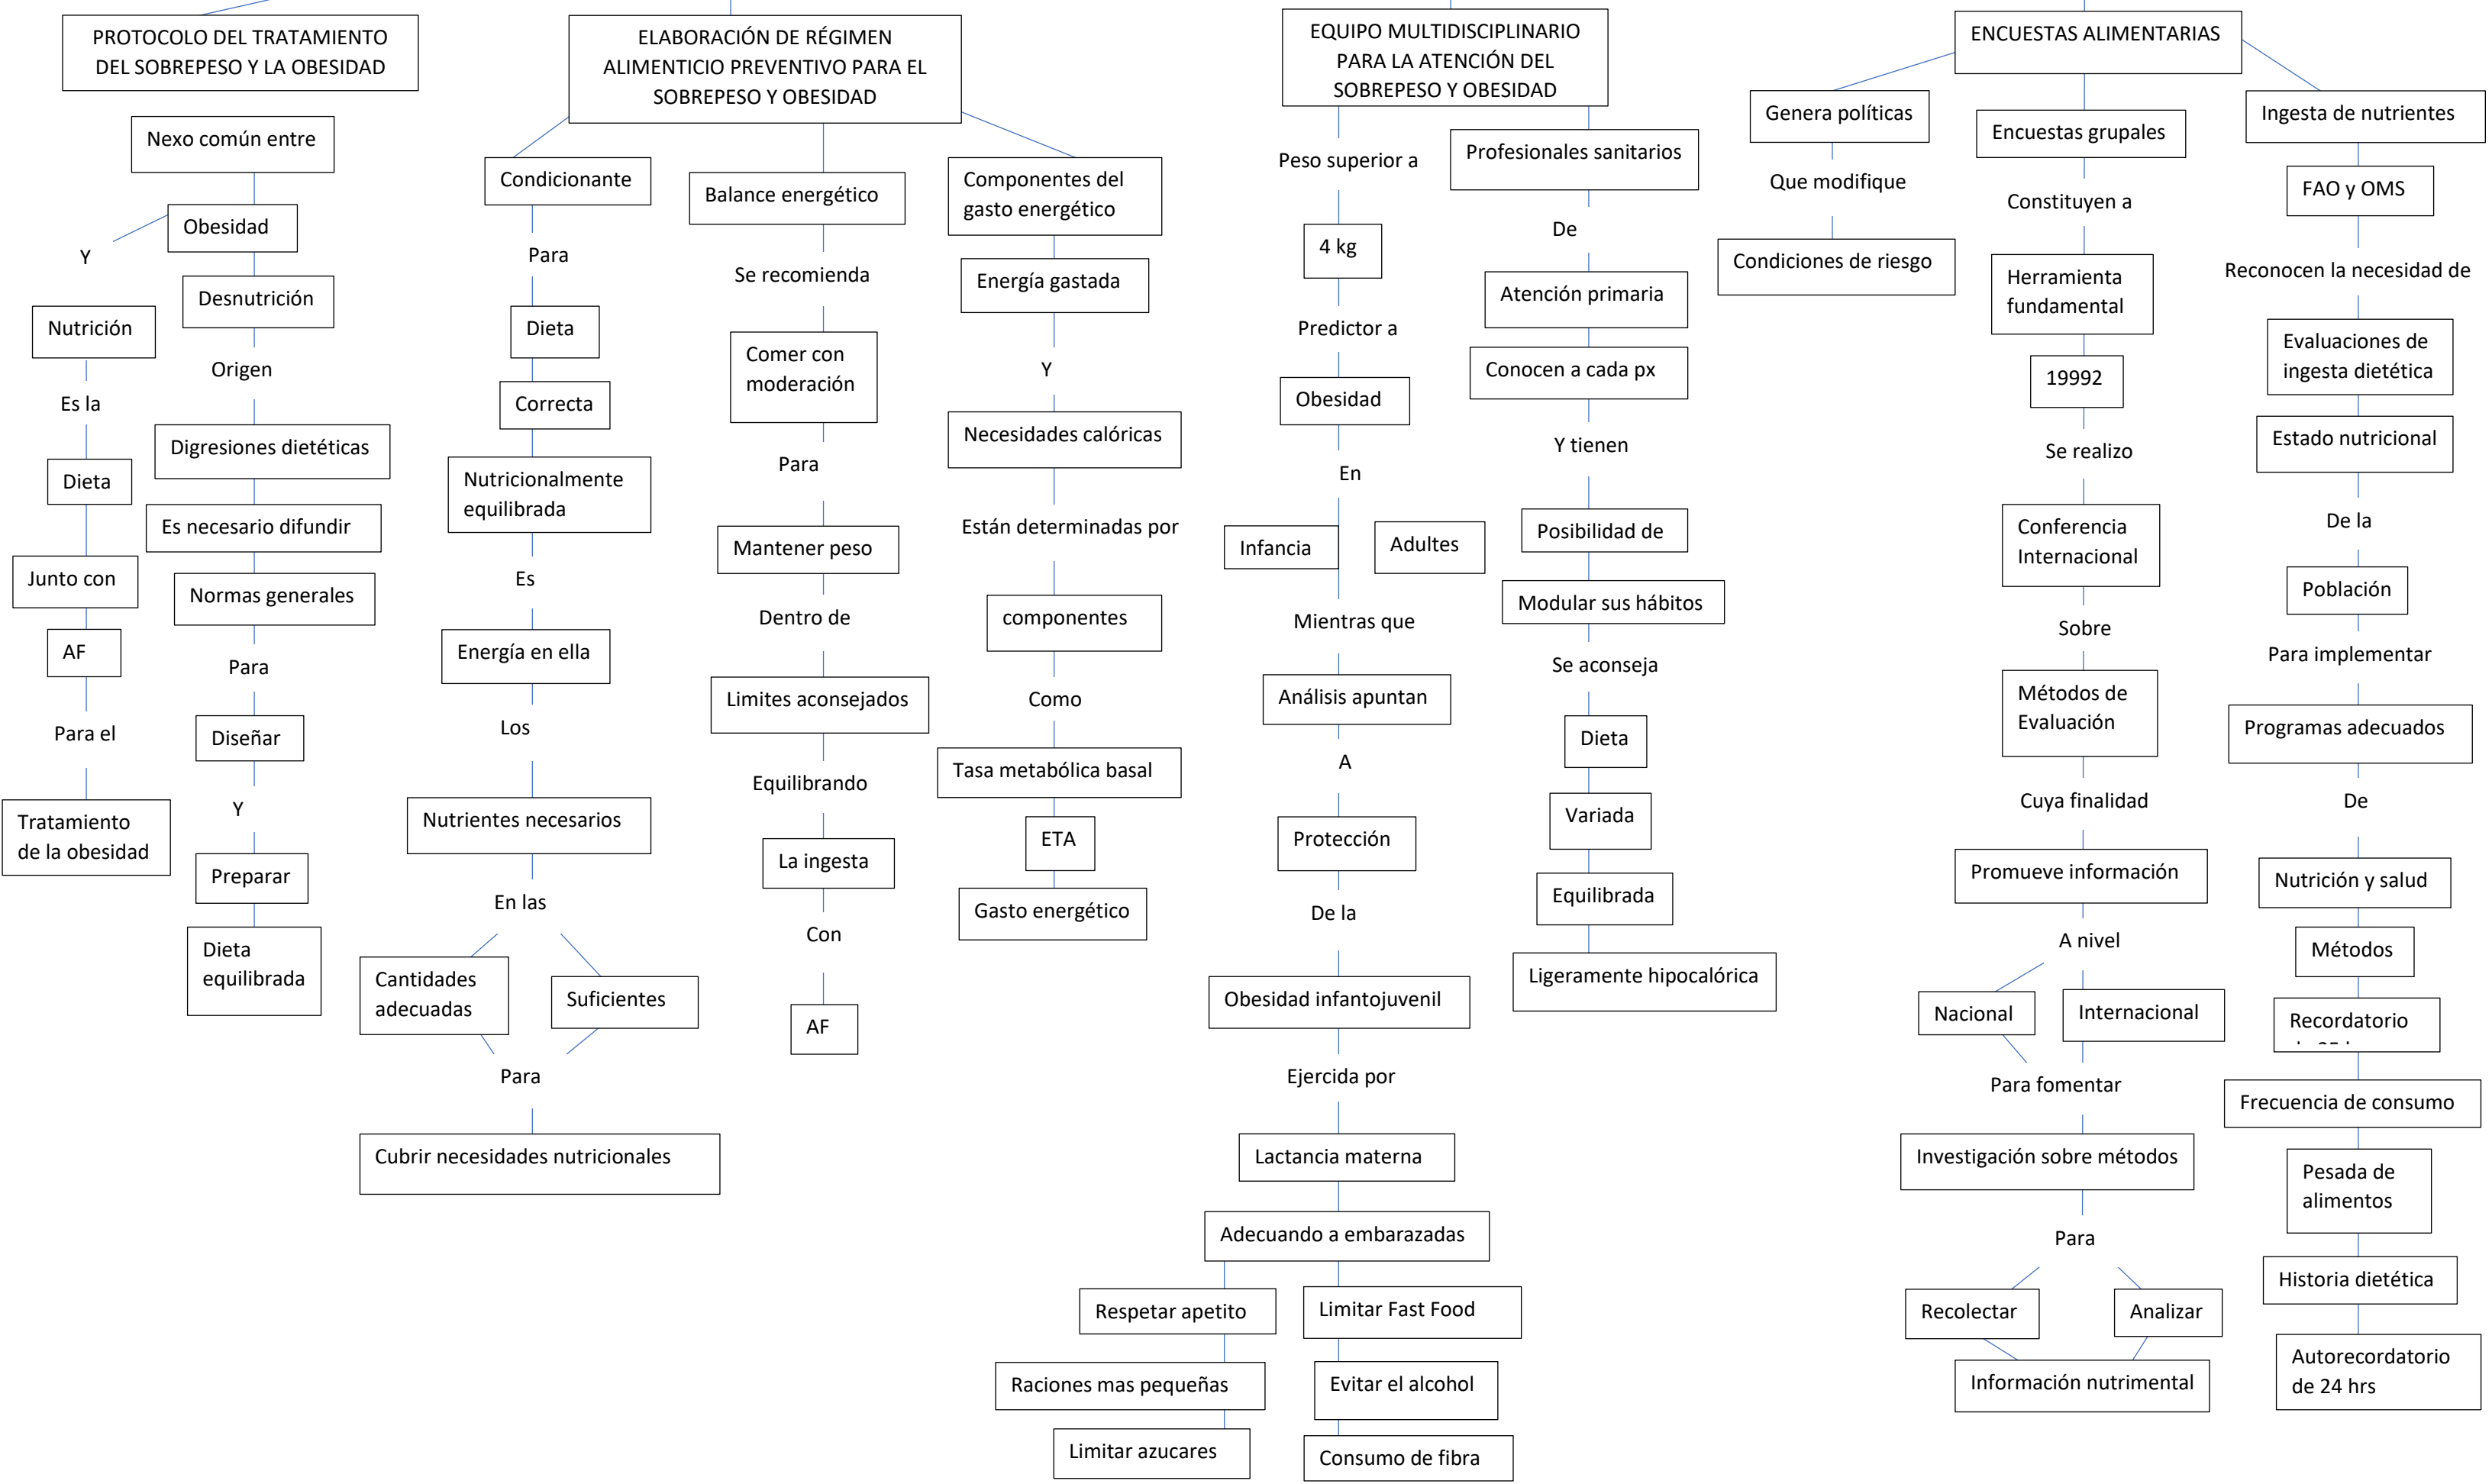 PROTOCOLO DEL TRATAMIENTO
DEL SOBREPESO Y LA OBESIDAD
Nexo común entre
Obesidad
Y
Nutrición
Es la
Dieta
Junto con
AF
Para el
Tratamiento
de la obesidad
Desnutrición
Origen
Digresiones dietéticas
Es necesario difundir
Normas generales
Para
Diseñar
Y
Preparar
Dieta
equilibrada
ELABORACIÓN DE RÉGIMEN
ALIMENTICIO PREVENTIVO PARA EL
SOBREPESO Y OBESIDAD
Condicionante
Para
Dieta
Correcta
Nutricionalmente
equilibrada
Es
Energía en ella
Los
Nutrientes necesarios
En las
Cantidades
adecuadas
Suficientes
Para
Cubrir necesidades nutricionales
Balance energético
Se recomienda
Comer con
moderación
Para
Mantener peso
Dentro de
Limites aconsejados
Equilibrando
La ingesta
Con
AF
Componentes del
gasto energético
Energía gastada
Y
Necesidades calóricas
Están determinadas por
componentes
Como
Tasa metabólica basal
ETA
Gasto energético
EQUIPO MULTIDISCIPLINARIO
PARA LA ATENCIÓN DEL
SOBREPESO Y OBESIDAD
Peso superior a
4 kg
Predictor a
Obesidad
En
Infancia
Adultes
Mientras que
Análisis apuntan
A
Protección
De la
Obesidad infantojuvenil
Ejercida por
Lactancia materna
Adecuando a embarazadas
Respetar apetito
Raciones mas pequeñas
Limitar azucares
Limitar Fast Food
Evitar el alcohol
Consumo de fibra
Profesionales sanitarios
De
Atención primaria
Conocen a cada px
Y tienen
Posibilidad de
Modular sus hábitos
Se aconseja
Dieta
Variada
Equilibrada
Ligeramente hipocalórica
ENCUESTAS ALIMENTARIAS
Genera políticas
Que modifique
Condiciones de riesgo
Encuestas grupales
Constituyen a
Herramienta
fundamental
19992
Se realizo
Conferencia
Internacional
Sobre
Métodos de
Evaluación
Cuya finalidad
Promueve información
A nivel
Nacional
Internacional
Para fomentar
Investigación sobre métodos
Para
Recolectar
Analizar
Información nutrimental
Ingesta de nutrientes
FAO y OMS
Reconocen la necesidad de
Evaluaciones de
ingesta dietética
Estado nutricional
De la
Población
Para implementar
Programas adecuados
De
Nutrición y salud
Métodos
Recordatorio
Frecuencia de consumo
Pesada de
alimentos
Historia dietética
Autorecordatorio
de 24 hrs